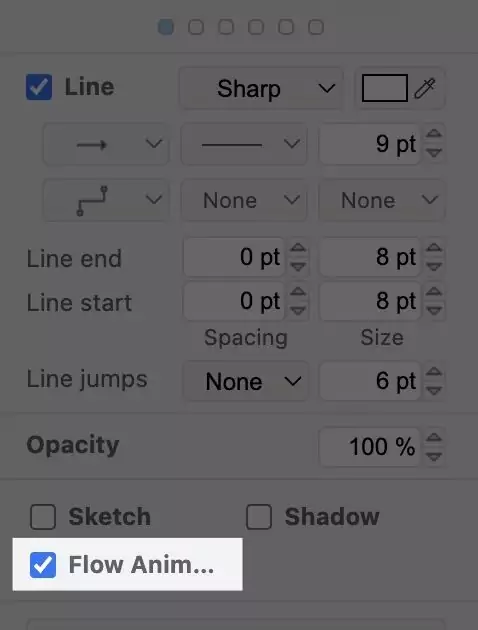 Line Sharp
9 pt
None None
Line end 0 pt 8 pt
Line start 0 pt 8 pt
Spacing Size
Line jumps None 6 pt
Opacity 100 %
Sketch Shadow
Flow Anim...